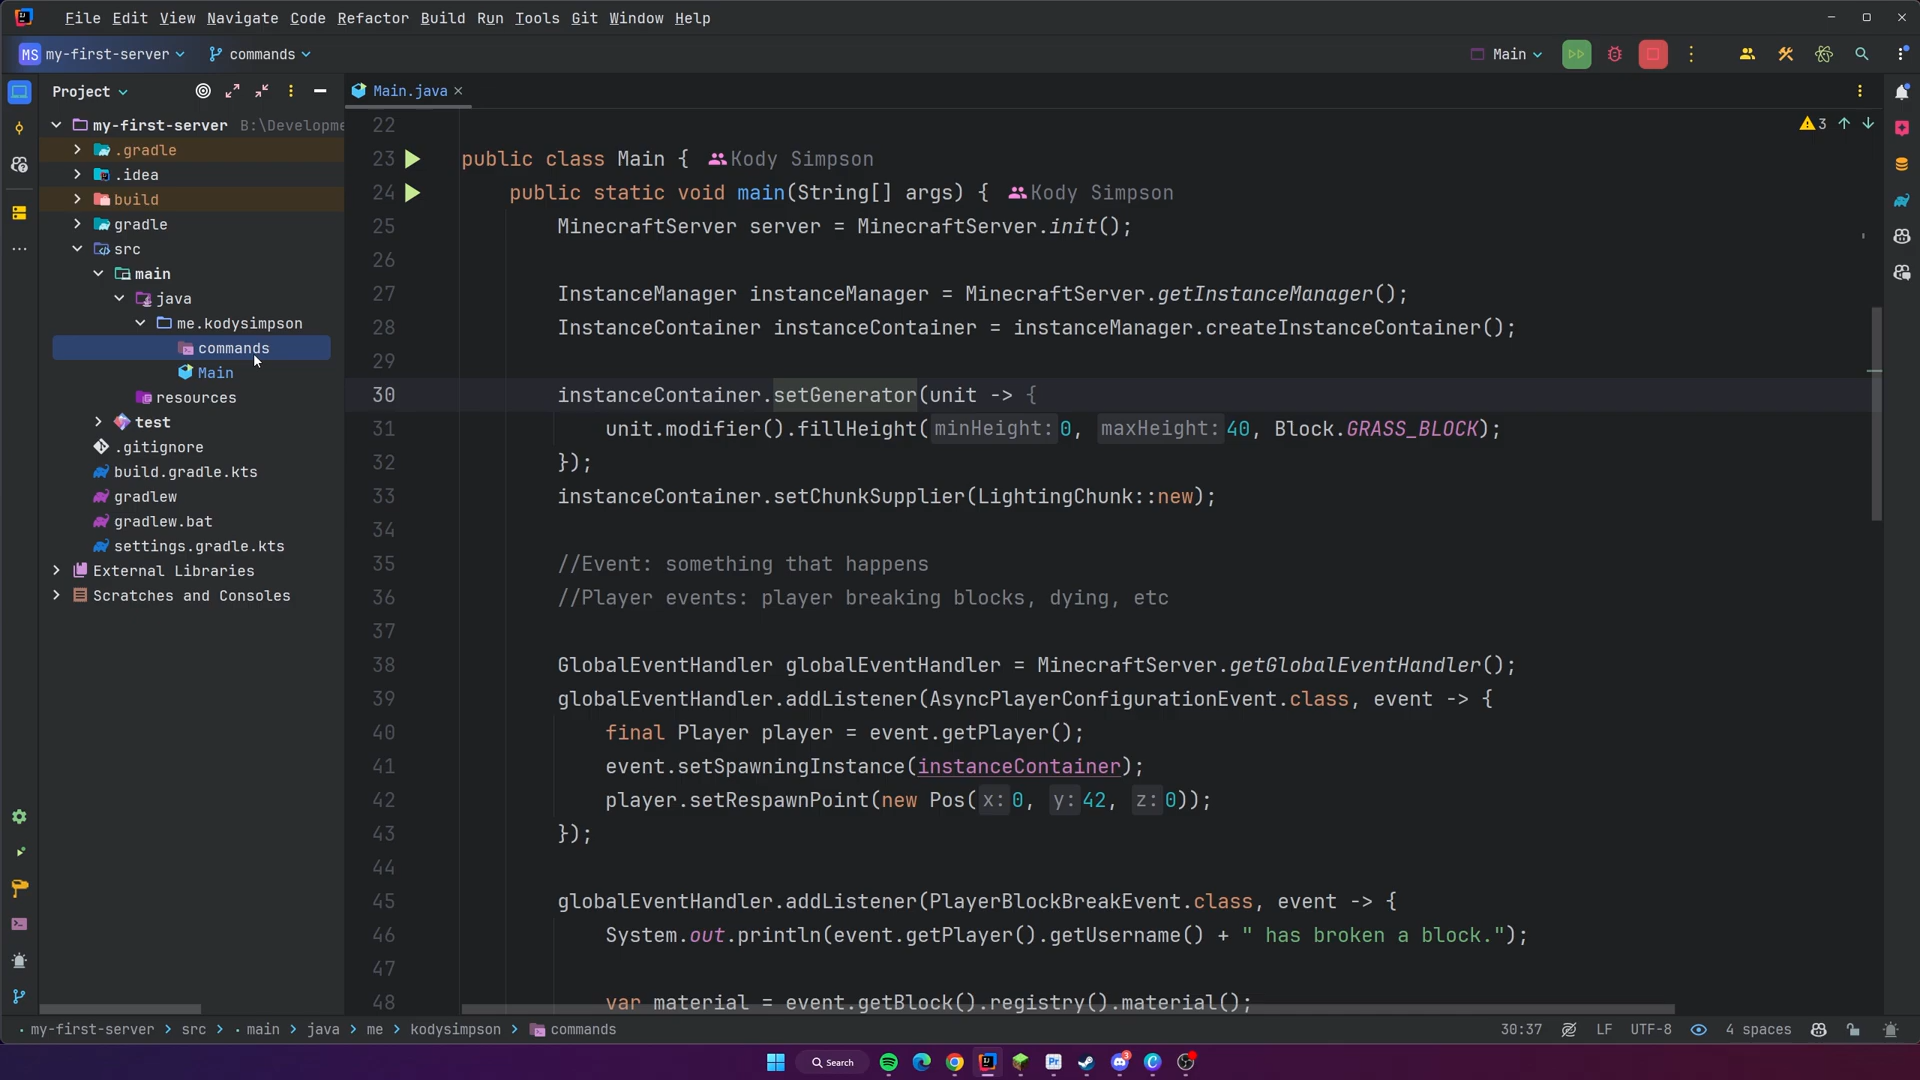 File Edit View Navigate Code Refactor Build Run Tools Git Window Help
MS my-first-server commands Main
Project
Main.java
my-first-server B:\Developme
.gradle
.idea
build
gradle
src
main
java
me.kodysimpson
commands
Main
resources
test
.gitignore
build.gradle.kts
gradlew
gradlew.bat
settings.gradle.kts
External Libraries
Scratches and Consoles
3
22
23 public class Main { Kody Simpson
24 public static void main(String[] args) { Kody Simpson
25 MinecraftServer server = MinecraftServer.init();
26
27 InstanceManager instanceManager = MinecraftServer.getInstanceManager();
28 InstanceContainer instanceContainer = instanceManager.createInstanceContainer();
29
30 instanceContainer.setGenerator(unit -> {
31 unit.modifier().fillHeight( minHeight: 0, maxHeight: 40, Block.GRASS_BLOCK);
32 });
33 instanceContainer.setChunkSupplier(LightingChunk::new);
34
35 //Event: something that happens
36 //Player events: player breaking blocks, dying, etc
37
38 GlobalEventHandler globalEventHandler = MinecraftServer.getGlobalEventHandler();
39 globalEventHandler.addListener(AsyncPlayerConfigurationEvent.class, event -> {
40 final Player player = event.getPlayer();
41 event.setSpawningInstance(instanceContainer);
42 player.setRespawnPoint(new Pos( x: 0, y: 42, z: 0));
43 });
44
45 globalEventHandler.addListener(PlayerBlockBreakEvent.class, event -> {
46 System.out.println(event.getPlayer().getUsername() + " has broken a block.");
47
48 var material = event.getBlock().registry().material();
my-first-server > src > main > java > me > kodysimpson > commands 30:37 LF UTF-8 4 spaces
Search
3